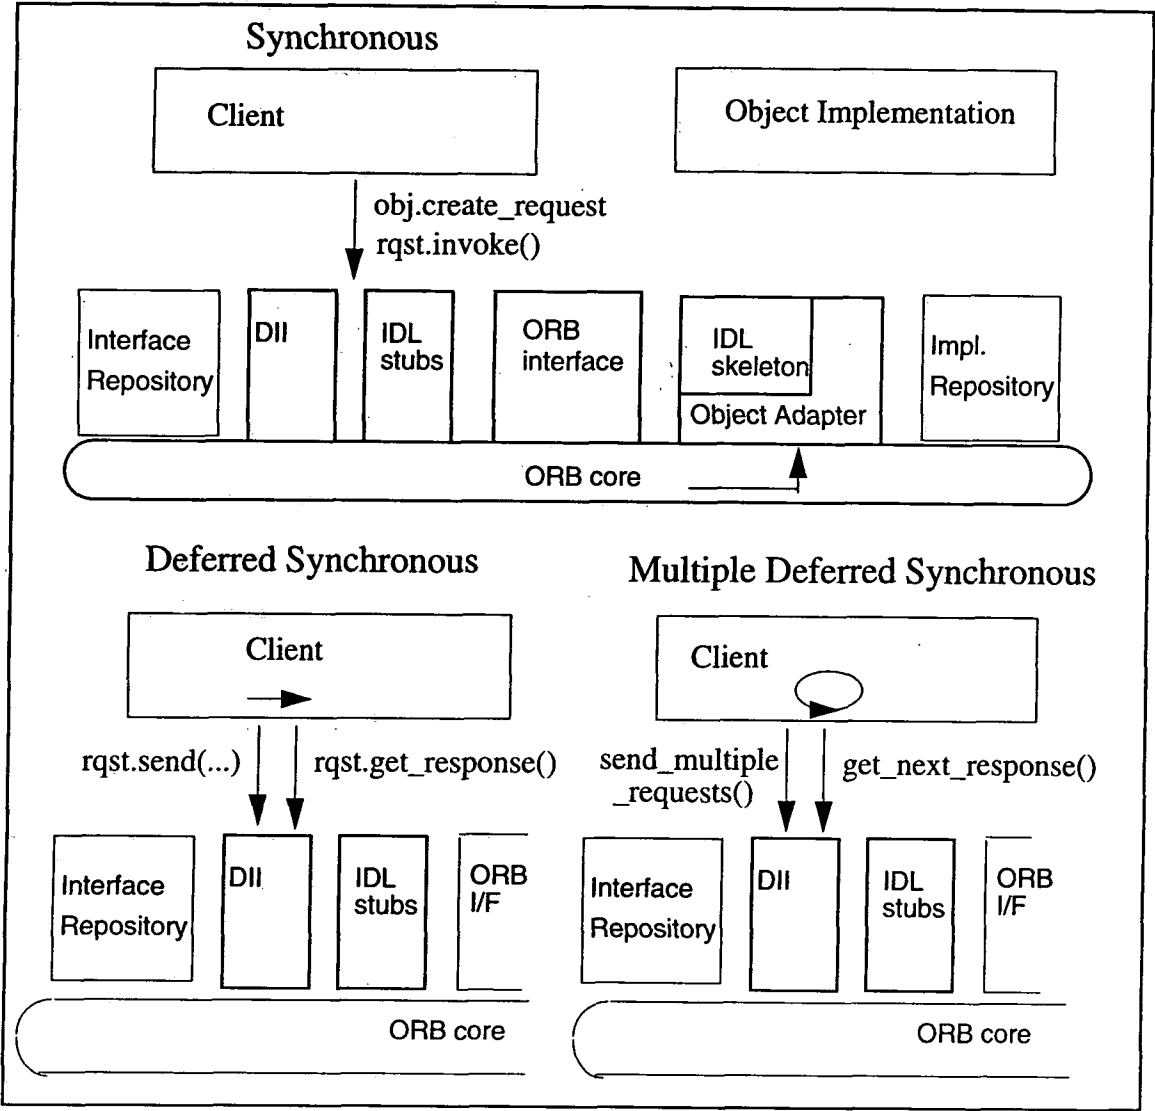 Synchronous
Client
Object Implementation
obj.create_request
rqst.invoke()
Interface
Repository
DII
IDL
stubs
ORB
interface
IDL
skeleton
Object Adapter
Impl.
Repository
ORB core
Deferred Synchronous
Client
rqst.send(...)
rqst.get_response()
Interface
Repository
DII
IDL
stubs
ORB
I/F
ORB core
Multiple Deferred Synchronous
Client
send_multiple
_requests()
get_next_response()
Interface
Repository
DII
IDL
stubs
ORB
I/F
ORB core